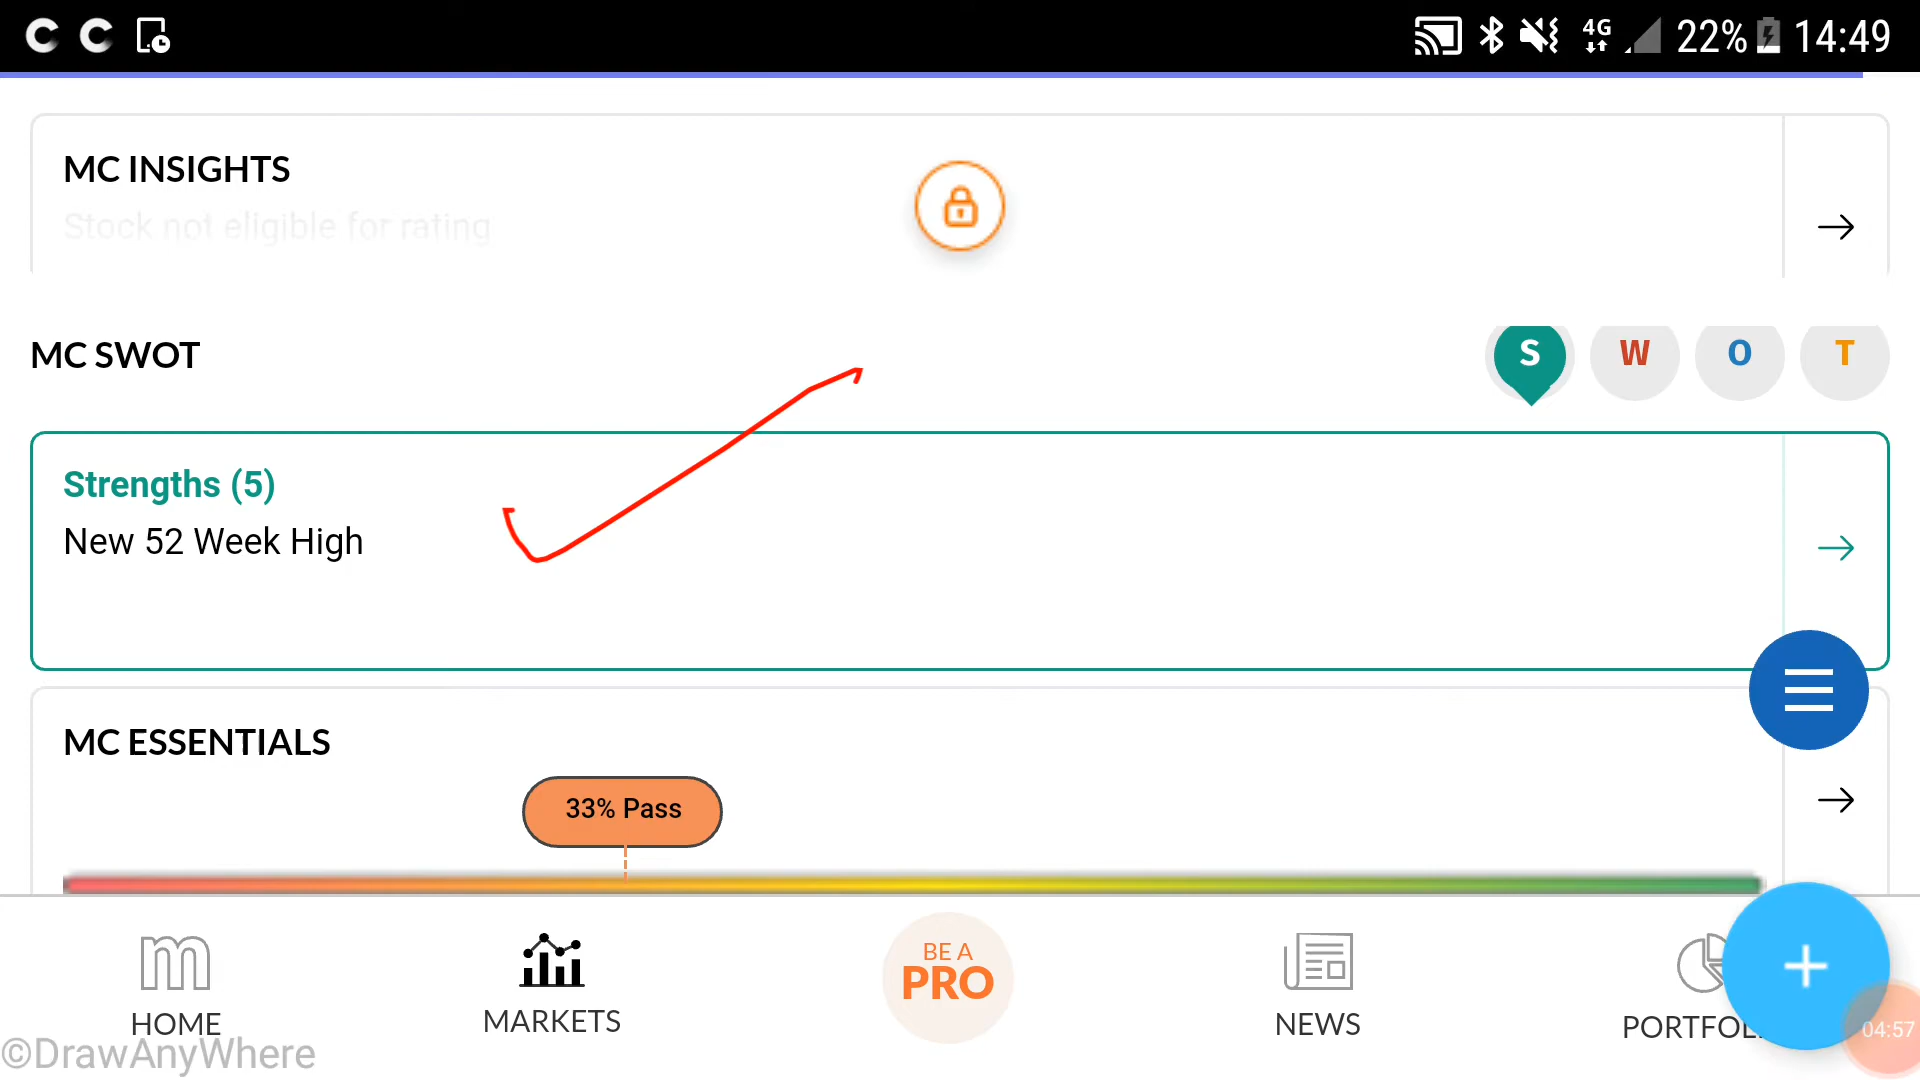 4G
22%
14:49
MC INSIGHTS
Stock not eligible for rating
MC SWOT
S
W
O
T
Strengths (5)
New 52 Week High
MC ESSENTIALS
33% Pass
HOME
MARKETS
BE A
PRO
NEWS
©DrawAnyWhere
04:57